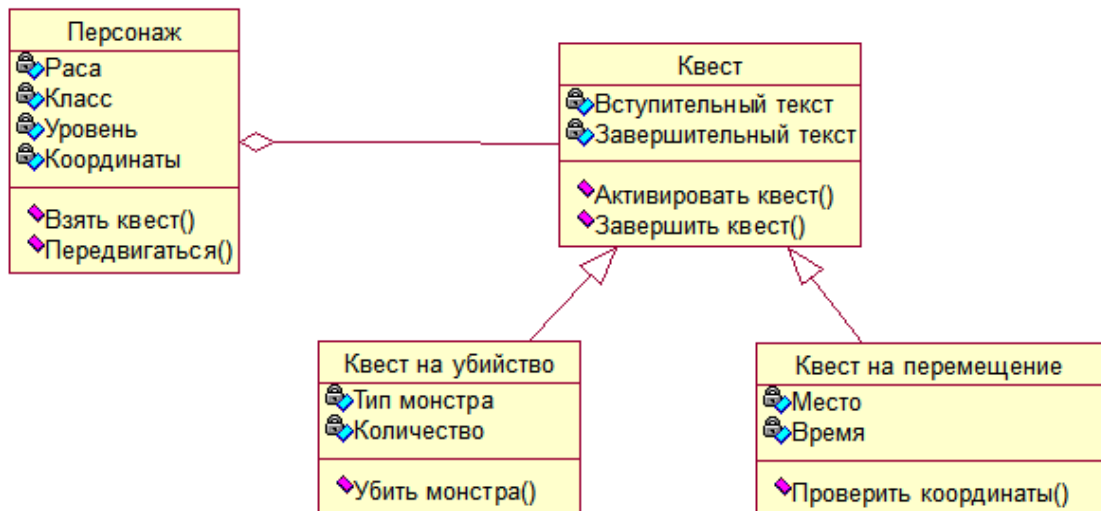 Персонаж
Раса
Класс
Уровень
Координаты
Взять квест()
Передвигаться()
Квест
Вступительный текст
Завершительный текст
Активировать квест()
Завершить квест()
Квест на убийство
Тип монстра
Количество
Убить монстра()
Квест на перемещение
Место
Время
Проверить координаты()